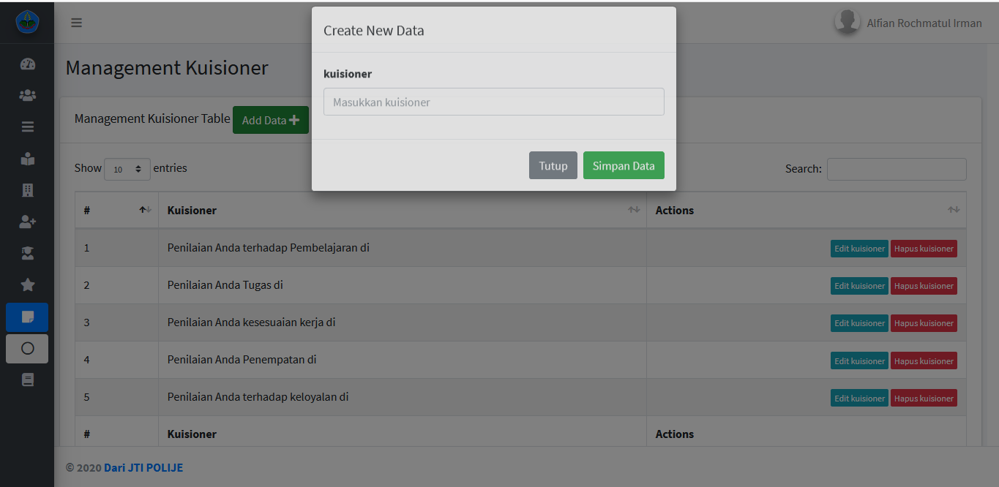 Alfian Rochmatul Irman
Create New Data
kuisioner
Masukkan kuisioner
Tutup
Simpan Data
Management Kuisioner
Management Kuisioner Table
Add Data
Show 10 entries
Search:
# Kuisioner Actions
1 Penilaian Anda terhadap Pembelajaran di Edit kuisioner Hapus kuisioner
2 Penilaian Anda Tugas di Edit kuisioner Hapus kuisioner
3 Penilaian Anda kesesuaian kerja di Edit kuisioner Hapus kuisioner
4 Penilaian Anda Penempatan di Edit kuisioner Hapus kuisioner
5 Penilaian Anda terhadap keloyalan di Edit kuisioner Hapus kuisioner
# Kuisioner Actions
© 2020 Dari JTI POLIJE